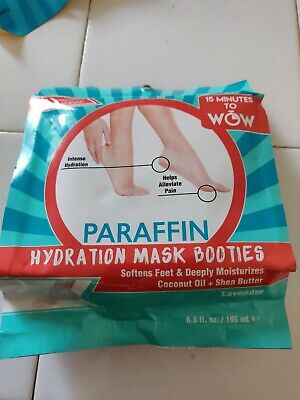 15 MINUTES TO
WOW
Intense
Hydration
Helps
Alleviate
Pain
PARAFFIN
HYDRATION MASK BOOTIES
Softens Feet & Deeply Moisturizes
Coconut Oil + Shea Butter
Lavender
6.6 fl. oz. / 195 mL